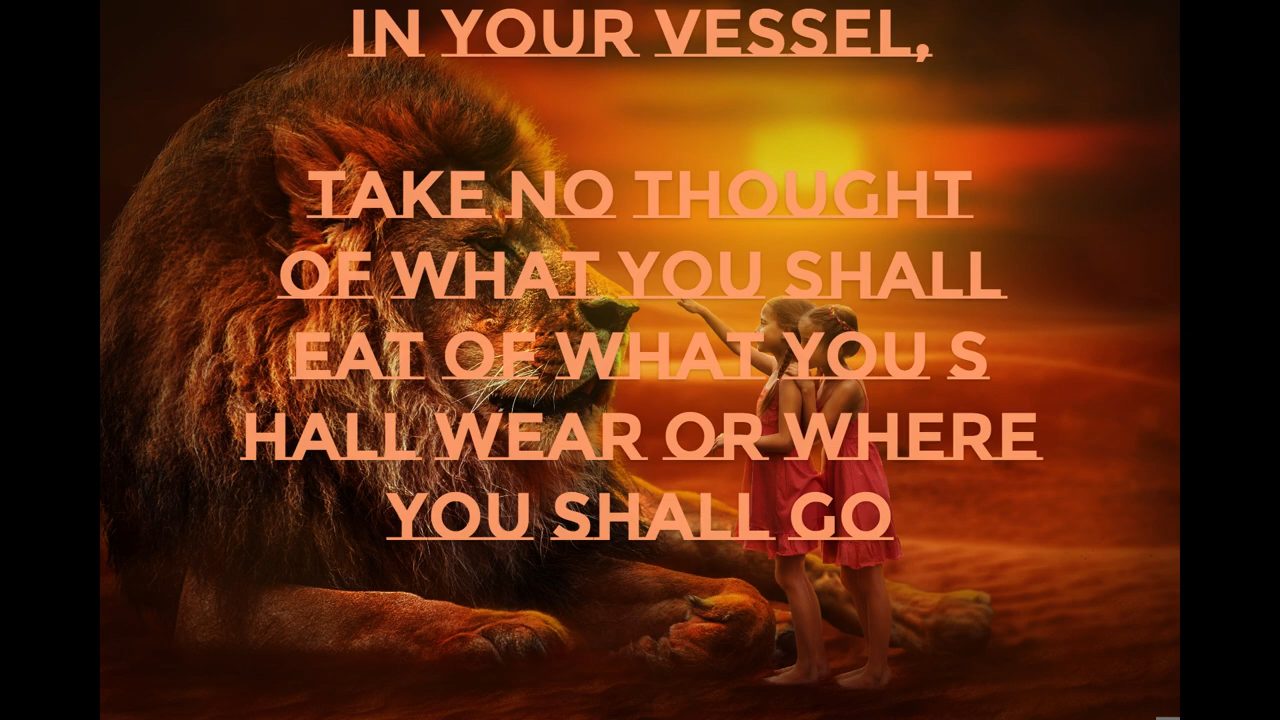 IN YOUR VESSEL,
TAKE NO THOUGHT
OF WHAT YOU SHALL
EAT OF WHAT YOU S
HALL WEAR OR WHERE
YOU SHALL GO